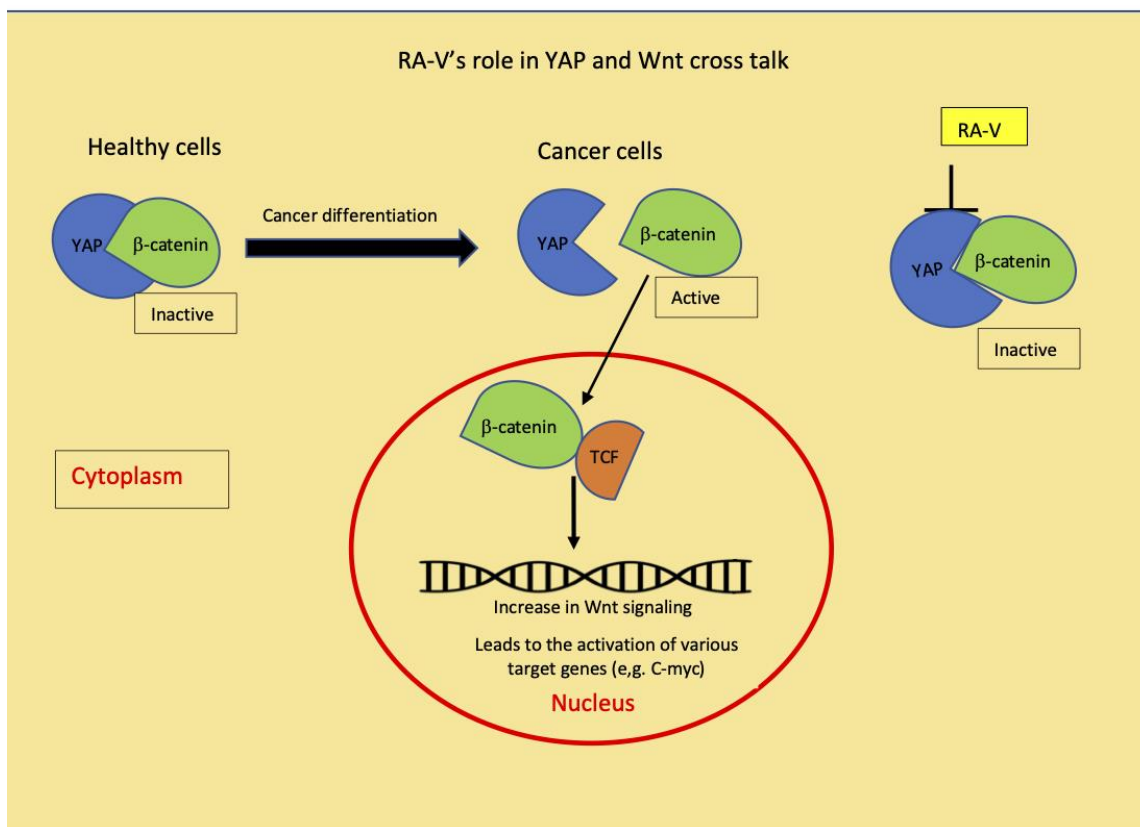 RA-V's role in YAP and Wnt cross talk
Healthy cells
YAP
β-catenin
Inactive
Cancer differentiation
Cancer cells
YAP
β-catenin
Active
RA-V
YAP
β-catenin
Inactive
Cytoplasm
β-catenin
TCF
Increase in Wnt signaling
Leads to the activation of various
target genes (e,g. C-myc)
Nucleus